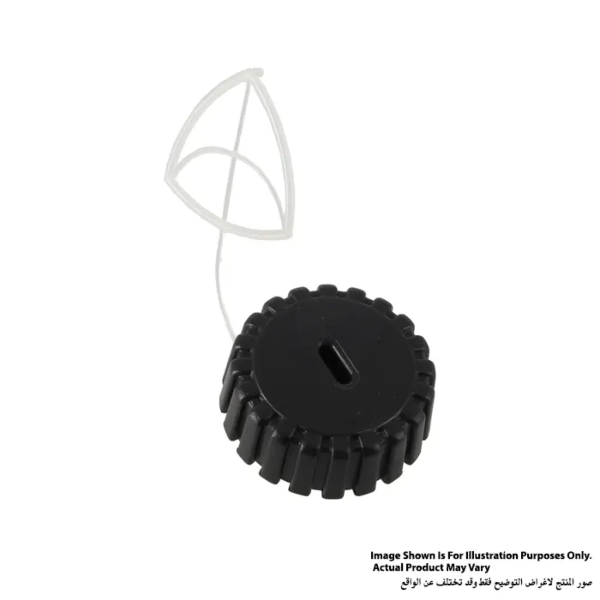 Image Shown Is For Illustration Purposes Only.
Actual Product May Vary
صور المنتج لاغراض التوضيح فقط وقد تختلف عن الواقع